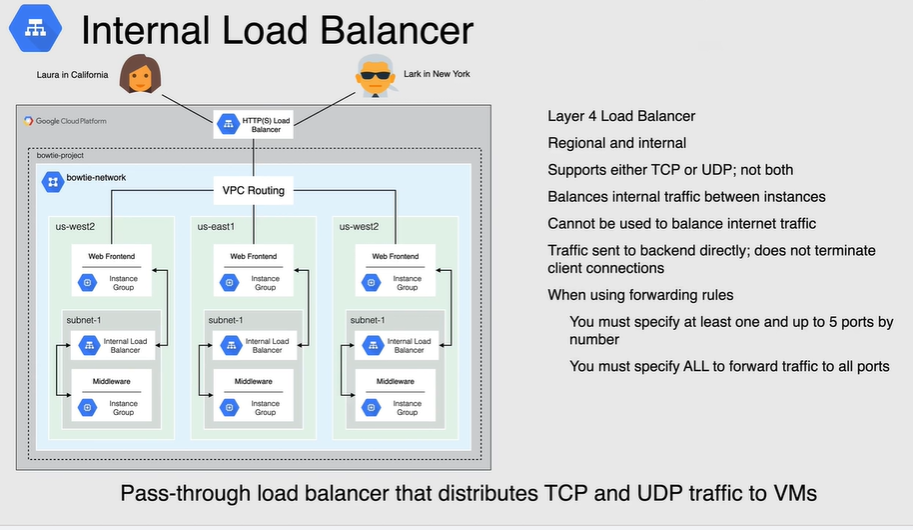 Internal Load Balancer
Laura in California
Lark in New York
Google Cloud Platform
HTTP(S) Load
Balancer
bowtie-project
bowtie-network
VPC Routing
us-west2
Web Frontend
Instance
Group
subnet-1
Internal Load
Balancer
Middleware
Instance
Group
us-east1
Web Frontend
Instance
Group
subnet-1
Internal Load
Balancer
Middleware
Instance
Group
us-west2
Web Frontend
Instance
Group
subnet-1
Internal Load
Balancer
Middleware
Instance
Group
Layer 4 Load Balancer
Regional and internal
Supports either TCP or UDP; not both
Balances internal traffic between instances
Cannot be used to balance internet traffic
Traffic sent to backend directly; does not terminate
client connections
When using forwarding rules
You must specify at least one and up to 5 ports by
number
You must specify ALL to forward traffic to all ports
Pass-through load balancer that distributes TCP and UDP traffic to VMs